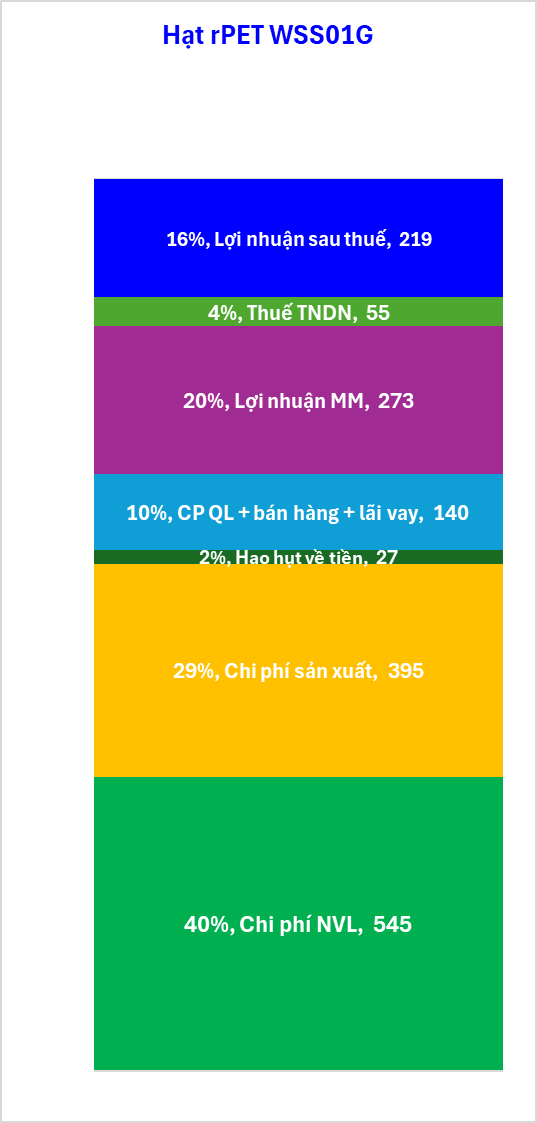 Hạt rPET WSS01G
16%, Lợi nhuận sau thuế, 219
4%, Thuế TNDN, 55
20%, Lợi nhuận MM, 273
10%, CP QL + bán hàng + lãi vay, 140
2%, Hao hụt về tiền, 27
29%, Chi phí sản xuất, 395
40%, Chi phí NVL, 545